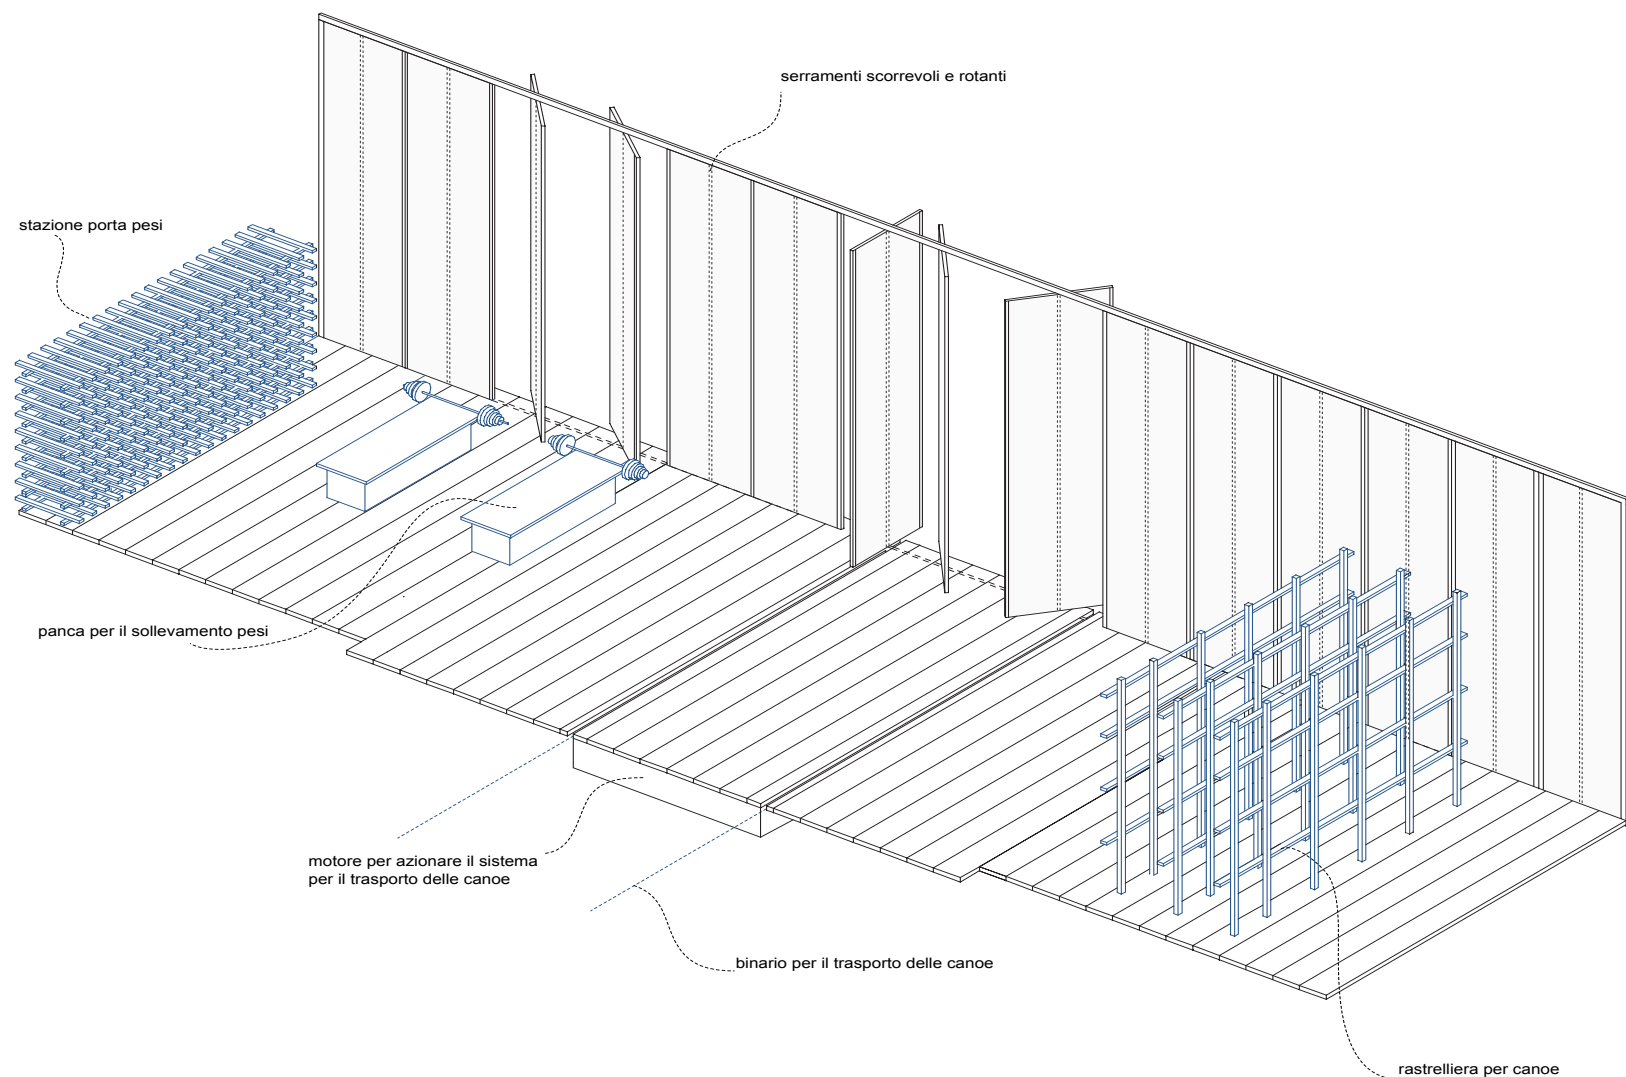 serramenti scorrevoli e rotanti
stazione porta pesi
panca per il sollevamento pesi
motore per azionare il sistema
per il trasporto delle canoe
binario per il trasporto delle canoe
rastrelliera per canoe